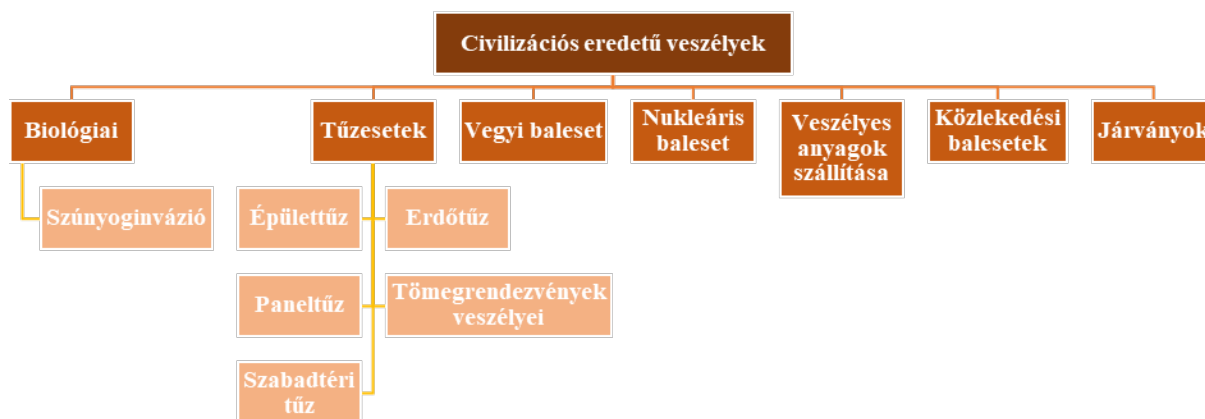 Civilizációs eredetű veszélyek
Biológiai
Tűzesetek
Vegyi baleset
Nukleáris
baleset
Veszélyes
anyagok
szállítása
Közlekedési
balesetek
Járványok
Szúnyoginvázió
Épülettűz
Erdőtűz
Paneltűz
Tömegrendezvények
veszélyei
Szabadtéri
tűz